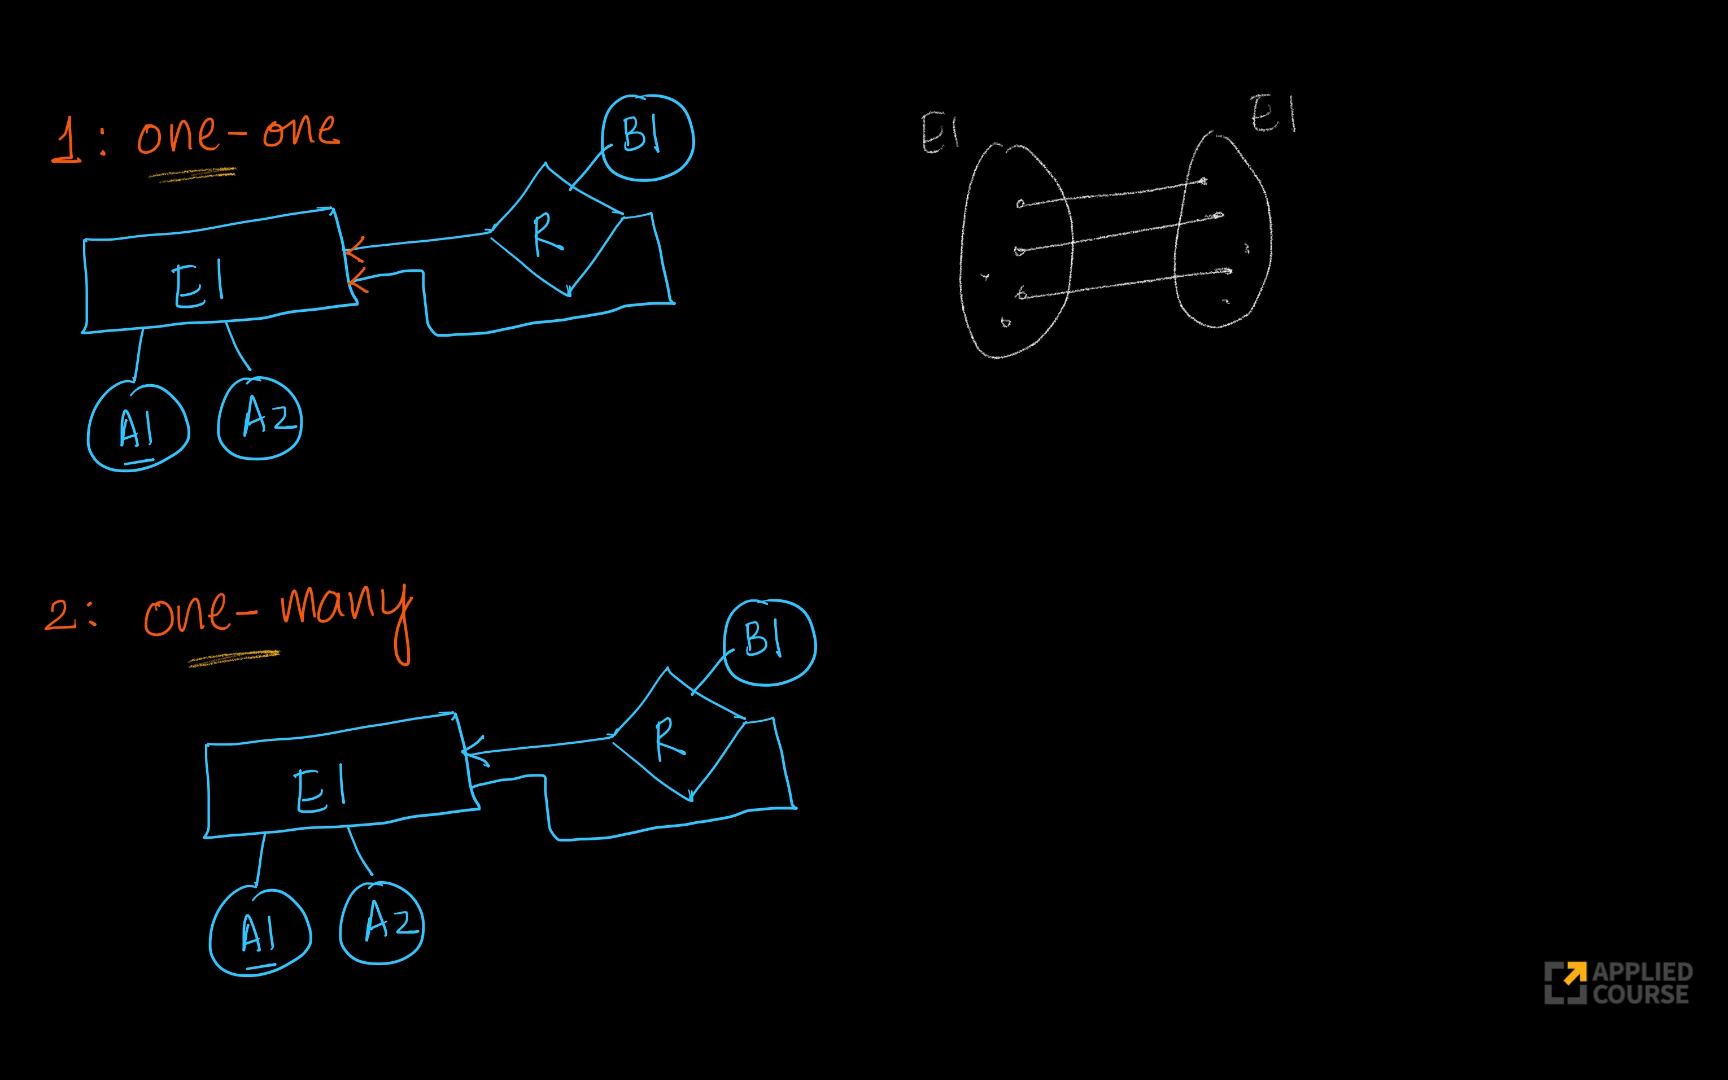 1: one-one
B1
E1
E1
R
E1
A1
A2
2: one-many
B1
R
E1
A1
A2
APPLIED
COURSE